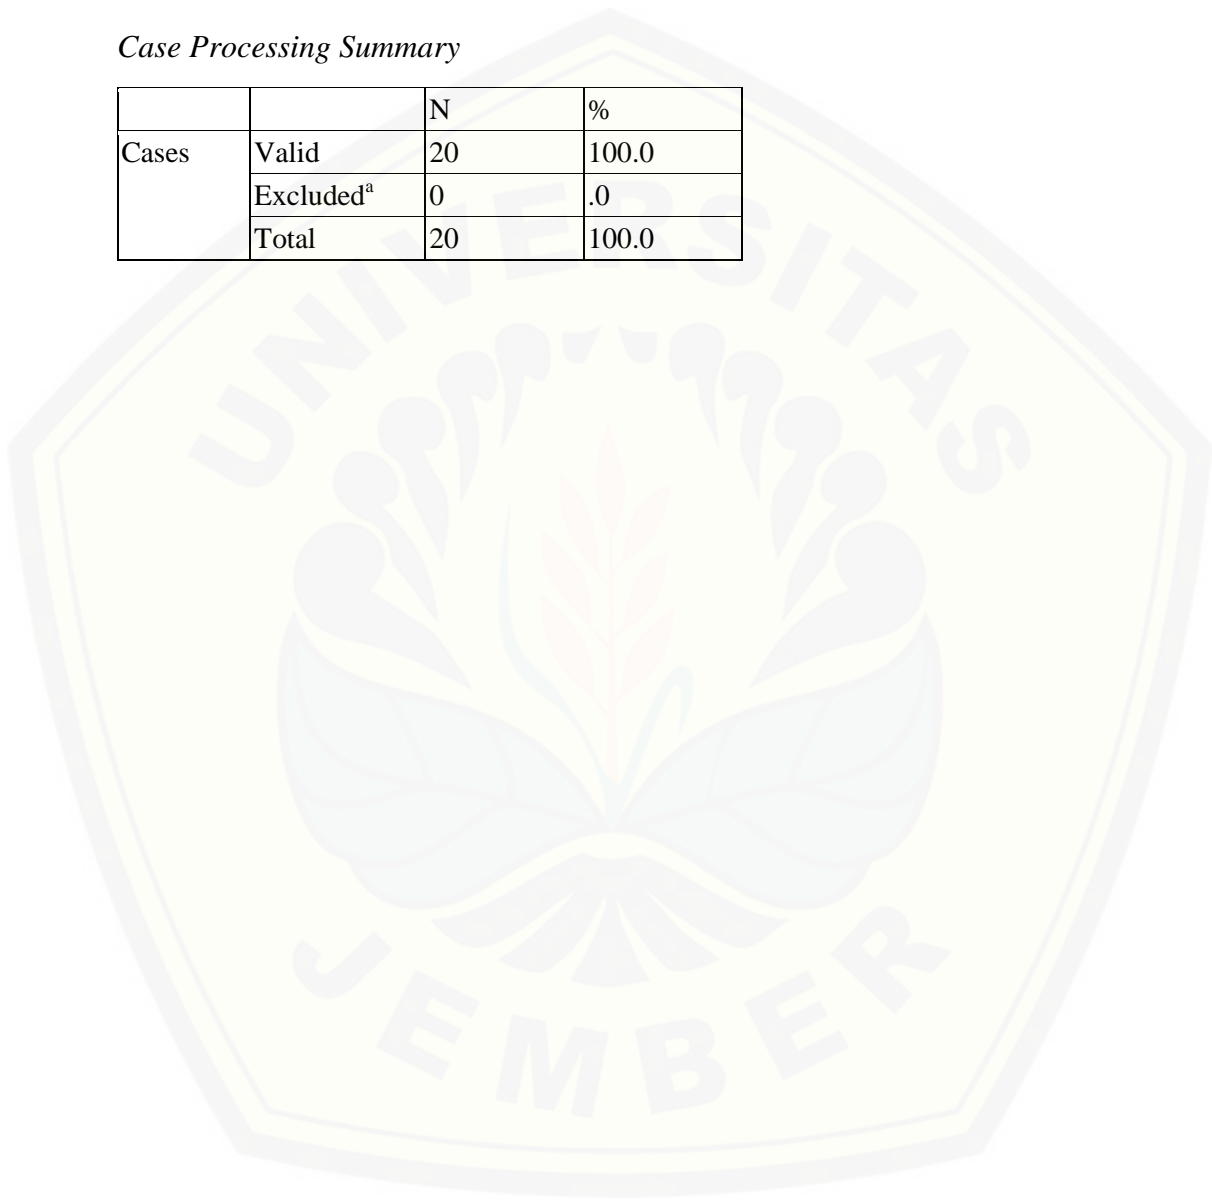 Case Processing Summary
N %
Cases Valid 20 100.0
Excludedᵃ 0 .0
Total 20 100.0
UNIVERSITAS
JEMBER